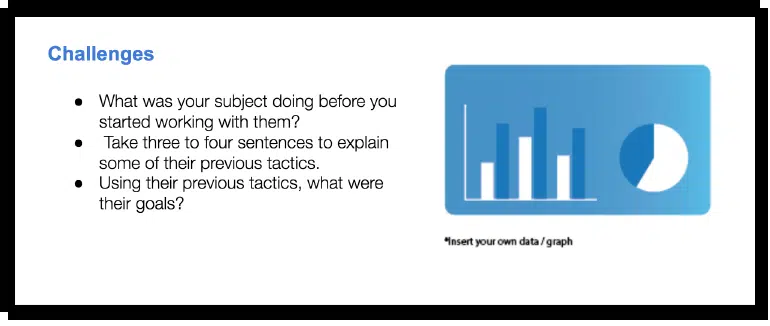 Challenges
● What was your subject doing before you
started working with them?
● Take three to four sentences to explain
some of their previous tactics.
● Using their previous tactics, what were
their goals?
*Insert your own data / graph